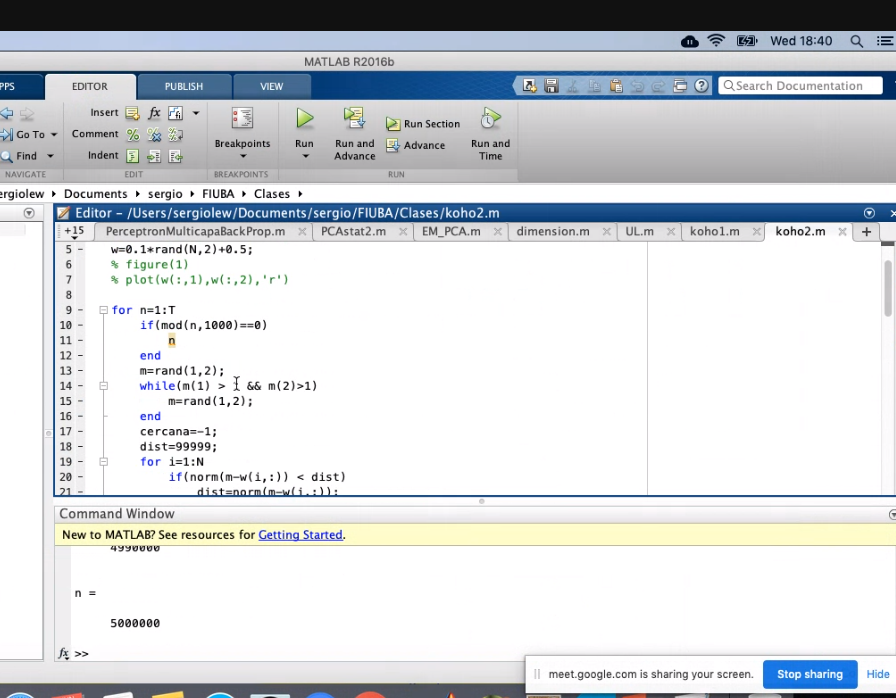 Wed 18:40
MATLAB R2016b
PPS EDITOR PUBLISH VIEW
Search Documentation
Insert fx
Go To Comment %
Find Indent
Breakpoints Run Run and Advance Run Section Advance Run and Time
NAVIGATE EDIT BREAKPOINTS RUN
ergiolew ▸ Documents ▸ sergio ▸ FIUBA ▸ Clases ▸
Editor - /Users/sergiolew/Documents/sergio/FIUBA/Clases/koho2.m
+15 PerceptronMulticapaBackProp.m PCAstat2.m EM_PCA.m dimension.m UL.m koho1.m koho2.m +
5 - w=0.1*rand(N,2)+0.5;
6 % figure(1)
7 % plot(w(:,1),w(:,2),'r')
8
9 - for n=1:T
10 - if(mod(n,1000)==0)
11 - n
12 - end
13 - m=rand(1,2);
14 - while(m(1) > 1 && m(2)>1)
15 - m=rand(1,2);
16 - end
17 - cercana=-1;
18 - dist=99999;
19 - for i=1:N
20 - if(norm(m-w(i,:)) < dist)
21 - dist=norm(m-w(i,:));
Command Window
New to MATLAB? See resources for Getting Started.
4990000
n =
5000000
fx >>
meet.google.com is sharing your screen. Stop sharing Hide